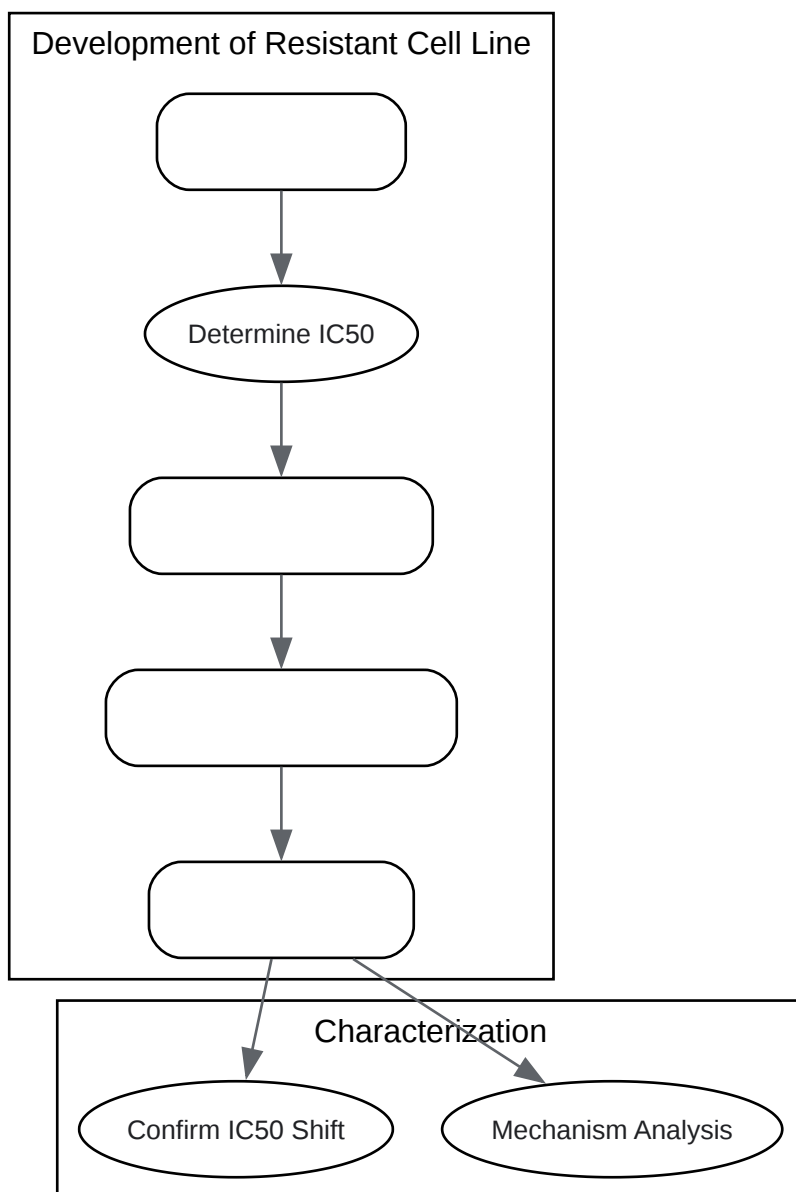 Development of Resistant Cell Line
Determine IC50
Characterization
Confirm IC50 Shift
Mechanism Analysis